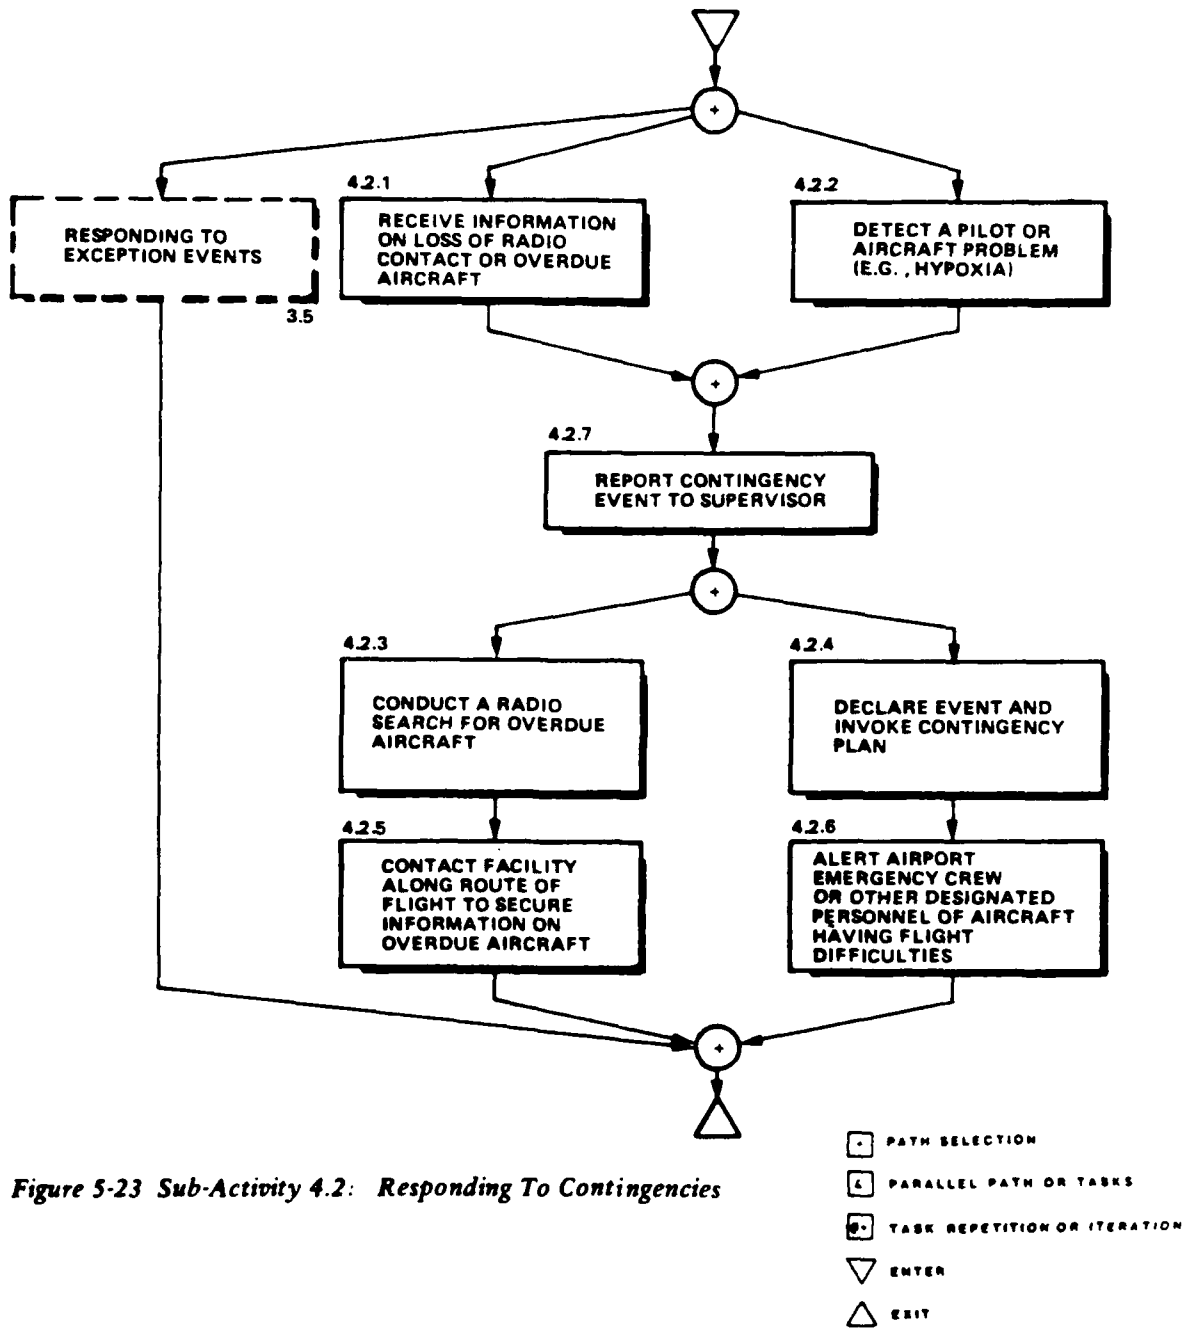 +
4.2.1
4.2.2
RESPONDING TO
EXCEPTION EVENTS
3.5
RECEIVE INFORMATION
ON LOSS OF RADIO
CONTACT OR OVERDUE
AIRCRAFT
DETECT A PILOT OR
AIRCRAFT PROBLEM
(E.G., HYPOXIA)
+
4.2.7
REPORT CONTINGENCY
EVENT TO SUPERVISOR
+
4.2.3
4.2.4
CONDUCT A RADIO
SEARCH FOR OVERDUE
AIRCRAFT
DECLARE EVENT AND
INVOKE CONTINGENCY
PLAN
4.2.5
4.2.6
CONTACT FACILITY
ALONG ROUTE OF
FLIGHT TO SECURE
INFORMATION ON
OVERDUE AIRCRAFT
ALERT AIRPORT
EMERGENCY CREW
OR OTHER DESIGNATED
PERSONNEL OF AIRCRAFT
HAVING FLIGHT
DIFFICULTIES
+
Figure 5-23 Sub-Activity 4.2: Responding To Contingencies
+ PATH SELECTION
& PARALLEL PATH OR TASKS
TASK REPETITION OR ITERATION
ENTER
EXIT